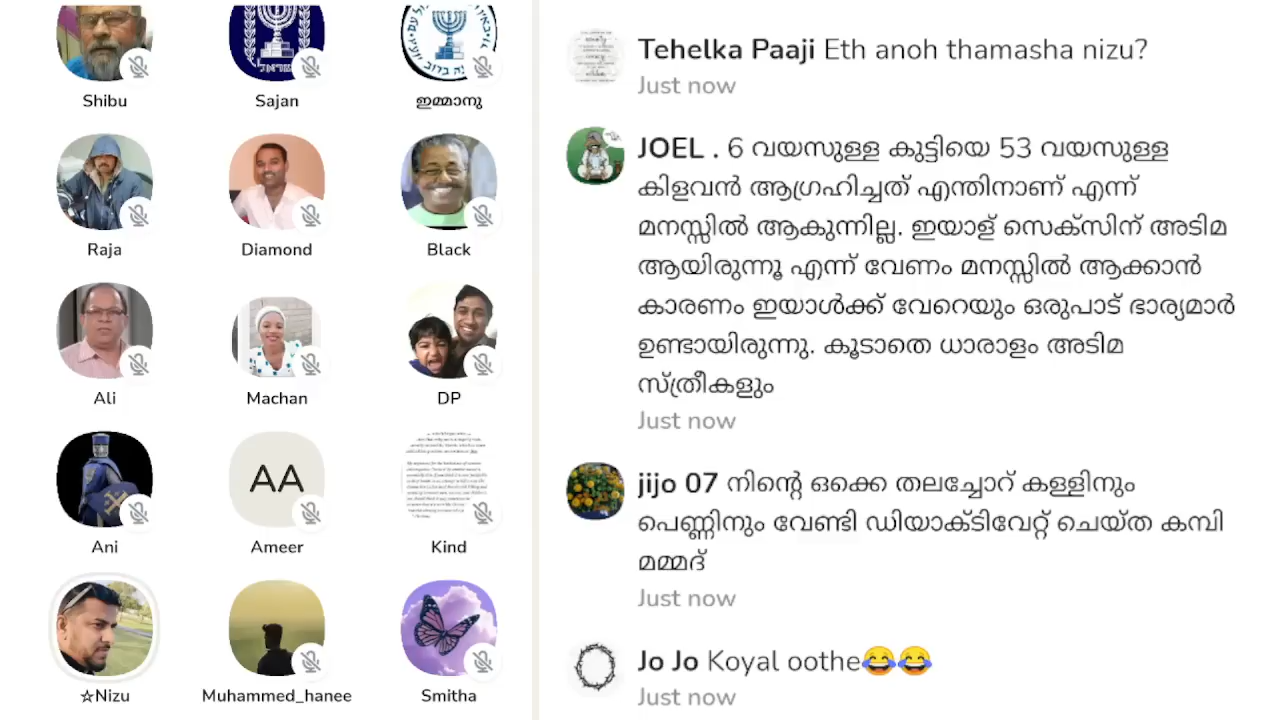 Shibu Sajan ഇമ്മാനു
Raja Diamond Black
Ali Machan DP
AA
Ani Ameer Kind
☆Nizu Muhammed_hanee Smitha
Tehelka Paaji Eth anoh thamasha nizu?
Just now
JOEL . 6 വയസുള്ള കുട്ടിയെ 53 വയസുള്ള
കിളവൻ ആഗ്രഹിച്ചത് എന്തിനാണ് എന്ന്
മനസ്സിൽ ആകുന്നില്ല. ഇയാള് സെക്സിന് അടിമ
ആയിരുന്നൂ എന്ന് വേണം മനസ്സിൽ ആക്കാൻ
കാരണം ഇയാൾക്ക് വേറെയും ഒരുപാട് ഭാര്യമാർ
ഉണ്ടായിരുന്നു. കൂടാതെ ധാരാളം അടിമ
സ്ത്രീകളും
Just now
jijo 07 നിന്റെ ഒക്കെ തലച്ചോറ് കള്ളിനും
പെണ്ണിനും വേണ്ടി ഡിയാക്ടിവേറ്റ് ചെയ്ത കമ്പി
മമ്മദ്
Just now
Jo Jo Koyal oothe😂😂
Just now